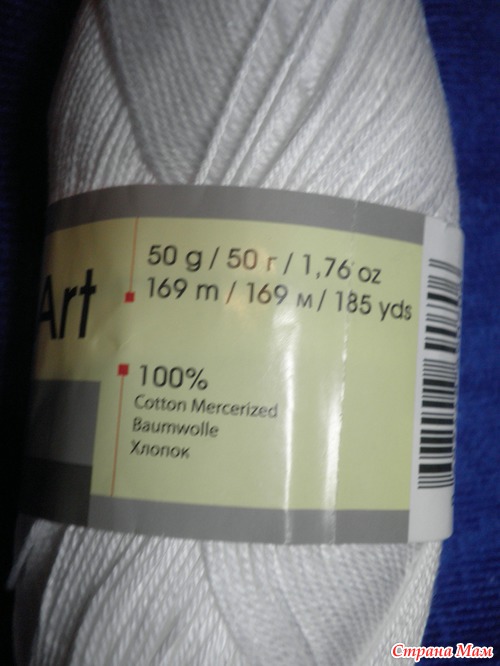 Art
50 g / 50 г / 1,76 oz
169 m / 169 м / 185 yds
100%
Cotton Mercerized
Baumwolle
Хлопок
Страна Мам